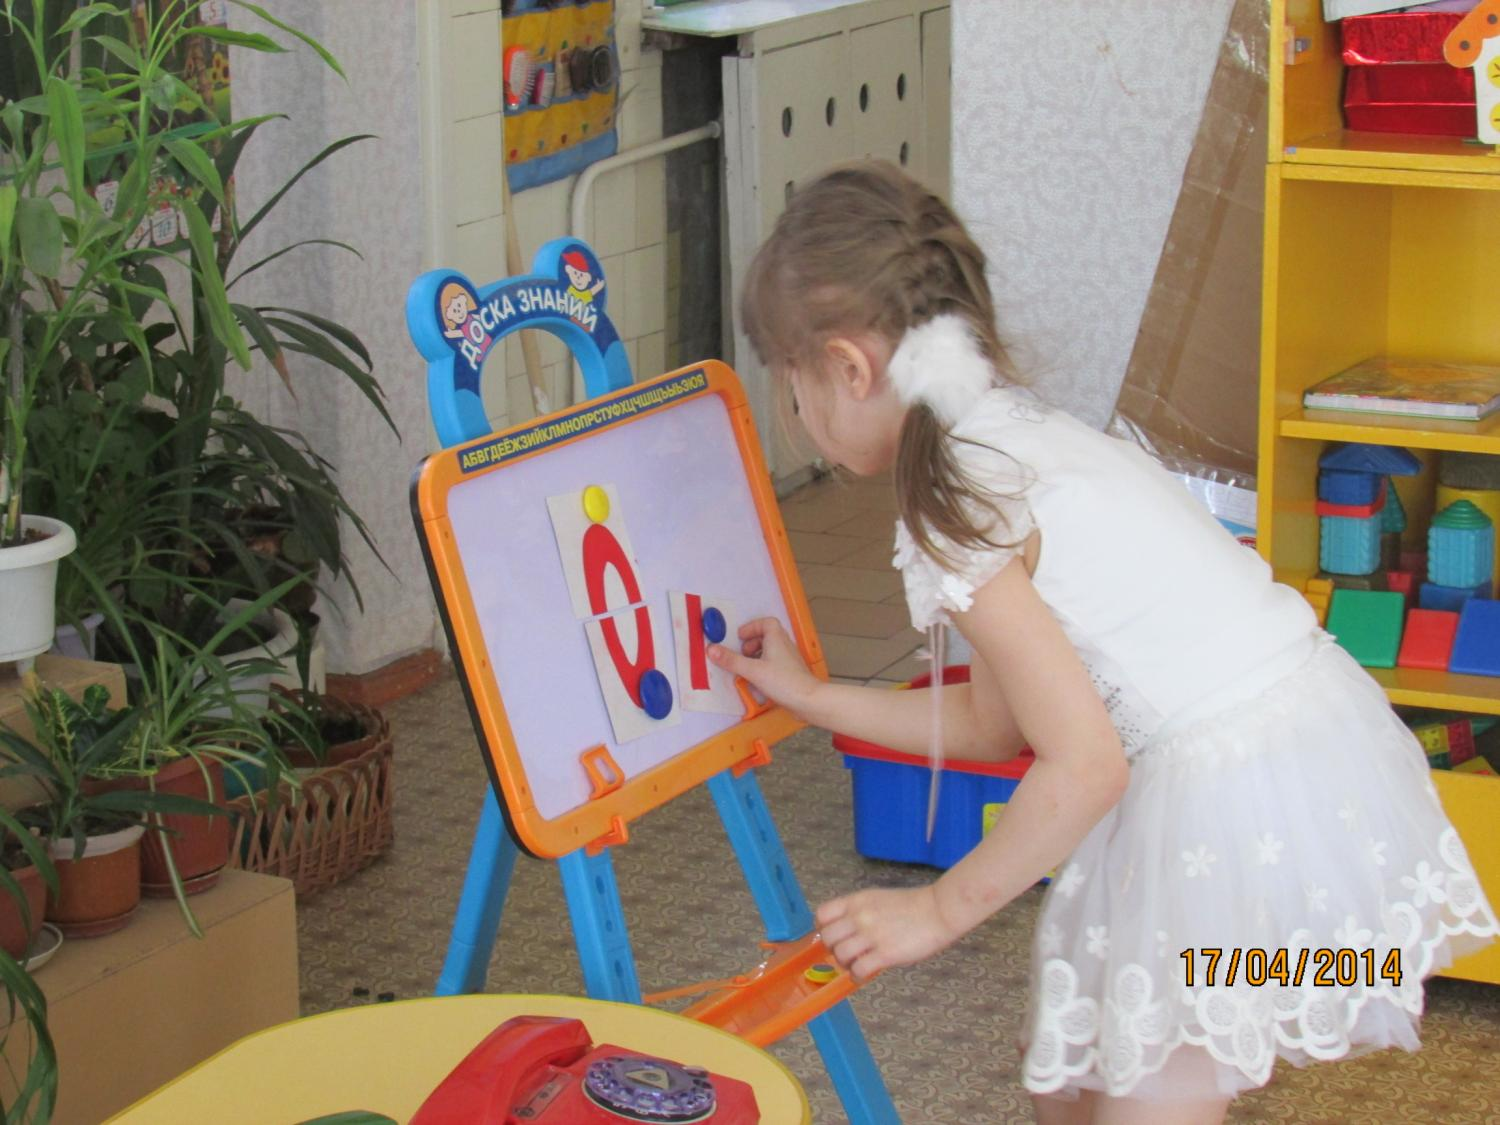 ДОСКА ЗНАНИЙ
АБВГДЕЁЖЗИЙКЛМНОПРСТУФХЦЧШЩЪЫЬЭЮЯ
О
17/04/2014